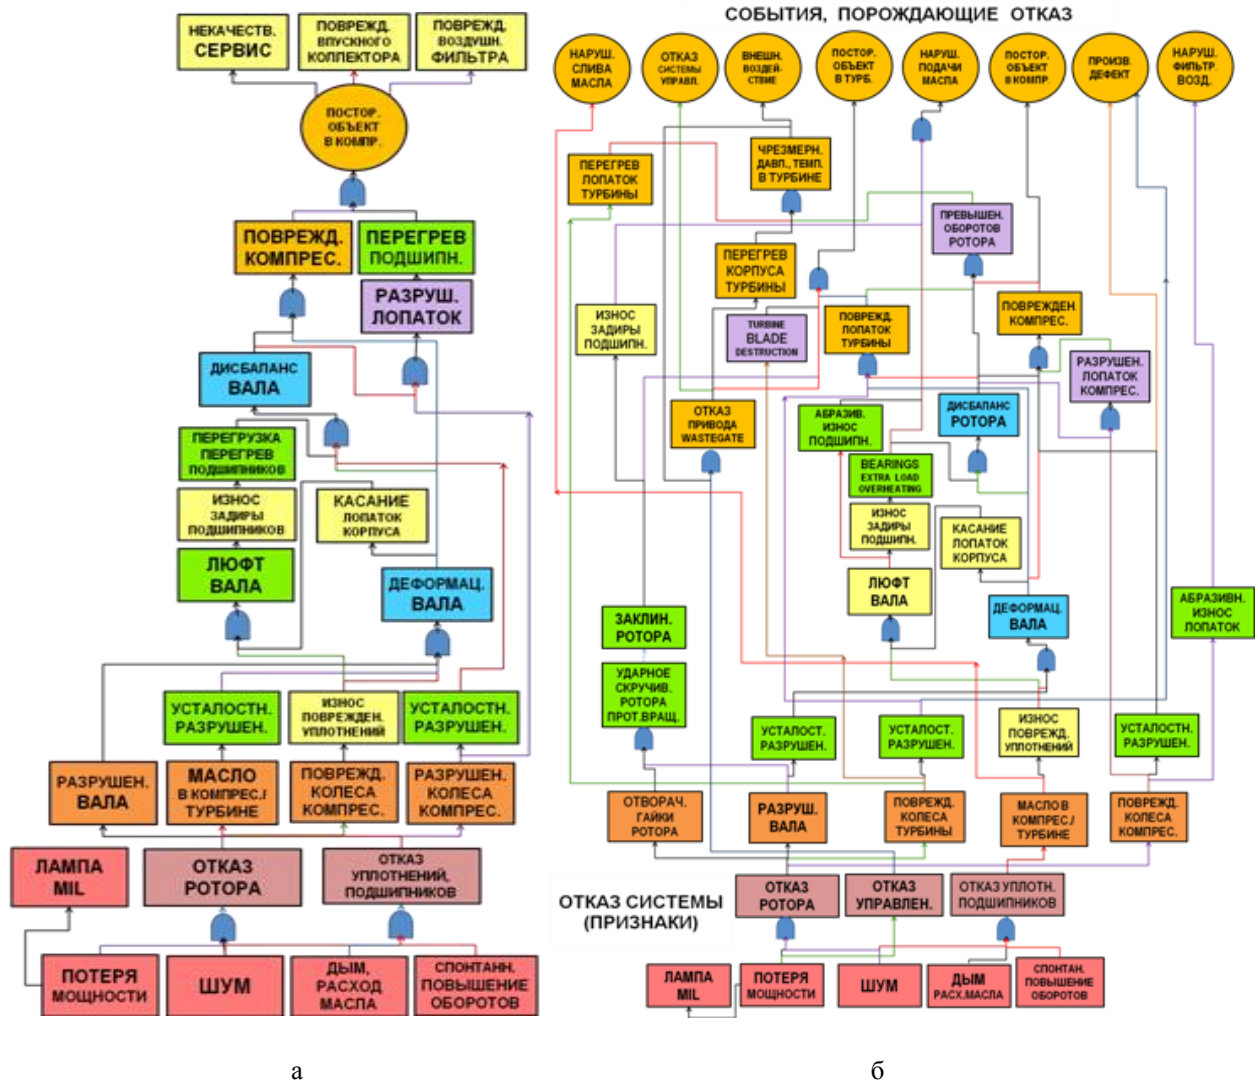 НЕКАЧЕСТВ.
СЕРВИС
ПОВРЕЖД.
ВПУСКНОГО
КОЛЛЕКТОРА
ПОВРЕЖД.
ВОЗДУШН.
ФИЛЬТРА
ПОСТОР.
ОБЪЕКТ
В КОМПР.
ПОВРЕЖД.
КОМПРЕС.
ПЕРЕГРЕВ
ПОДШИПН.
РАЗРУШ.
ЛОПАТОК
ДИСБАЛАНС
ВАЛА
ПЕРЕГРУЗКА
ПЕРЕГРЕВ
ПОДШИПНИКОВ
ИЗНОС
ЗАДИРЫ
ПОДШИПНИКОВ
КАСАНИЕ
ЛОПАТОК
КОРПУСА
ЛЮФТ
ВАЛА
ДЕФОРМАЦ.
ВАЛА
УСТАЛОСТН.
РАЗРУШЕН.
ИЗНОС
ПОВРЕЖДЕН.
УПЛОТНЕНИЙ
УСТАЛОСТН.
РАЗРУШЕН.
РАЗРУШЕН.
ВАЛА
МАСЛО
В КОМПРЕС./
ТУРБИНЕ
ПОВРЕЖД.
КОЛЕСА
КОМПРЕС.
РАЗРУШЕН.
КОЛЕСА
КОМПРЕС.
ЛАМПА
MIL
ОТКАЗ
РОТОРА
ОТКАЗ
УПЛОТНЕНИЙ,
ПОДШИПНИКОВ
ПОТЕРЯ
МОЩНОСТИ
ШУМ
ДЫМ,
РАСХОД
МАСЛА
СПОНТАНН.
ПОВЫШЕНИЕ
ОБОРОТОВ
а
СОБЫТИЯ, ПОРОЖДАЮЩИЕ ОТКАЗ
НАРУШ.
СЛИВА
МАСЛА
ОТКАЗ
СИСТЕМЫ
УПРАВЛ.
ВНЕШН.
ВОЗДЕЙ-
СТВИЕ
ПОСТОР.
ОБЪЕКТ
В ТУРБ.
НАРУШ.
ПОДАЧИ
МАСЛА
ПОСТОР.
ОБЪЕКТ
В КОМПР.
ПРОИЗВ.
ДЕФЕКТ
НАРУШ.
ФИЛЬТР.
ВОЗД.
ПЕРЕГРЕВ
ЛОПАТОК
ТУРБИНЫ
ЧРЕЗМЕРН.
ДАВЛ., ТЕМП.
В ТУРБИНЕ
ПРЕВЫШЕН.
ОБОРОТОВ
РОТОРА
ПЕРЕГРЕВ
КОРПУСА
ТУРБИНЫ
ИЗНОС
ЗАДИРЫ
ПОДШИПН.
TURBINE
BLADE
DESTRUCTION
ПОВРЕЖД.
ЛОПАТОК
ТУРБИНЫ
ПОВРЕЖДЕН.
КОМПРЕС.
РАЗРУШЕН.
ЛОПАТОК
КОМПРЕС.
ОТКАЗ
ПРИВОДА
WASTEGATE
АБРАЗИВ.
ИЗНОС
ПОДШИПН.
ДИСБАЛАНС
РОТОРА
BEARINGS
EXTRA LOAD
OVERHEATING
ИЗНОС
ЗАДИРЫ
ПОДШИПН.
КАСАНИЕ
ЛОПАТОК
КОРПУСА
ЛЮФТ
ВАЛА
ДЕФОРМАЦ.
ВАЛА
АБРАЗИВН.
ИЗНОС
ЛОПАТОК
ЗАКЛИН.
РОТОРА
УДАРНОЕ
СКРУЧИВ.
РОТОРА
ПРОТ.ВРАЩ.
УСТАЛОСТ.
РАЗРУШЕН.
УСТАЛОСТ.
РАЗРУШЕН.
ИЗНОС
ПОВРЕЖД.
УПЛОТНЕНИЙ
УСТАЛОСТН.
РАЗРУШЕН.
ОТВОРАЧ.
ГАЙКИ
РОТОРА
РАЗРУШ.
ВАЛА
ПОВРЕЖД.
КОЛЕСА
ТУРБИНЫ
МАСЛО В
КОМПРЕС./
ТУРБИНЕ
ПОВРЕЖД.
КОЛЕСА
КОМПРЕС.
ОТКАЗ СИСТЕМЫ
(ПРИЗНАКИ)
ОТКАЗ
РОТОРА
ОТКАЗ
УПРАВЛЕН.
ОТКАЗ УПЛОТН.
ПОДШИПНИКОВ
ЛАМПА
MIL
ПОТЕРЯ
МОЩНОСТИ
ШУМ
ДЫМ
РАСХ.МАСЛА
СПОНТАН.
ПОВЫШЕНИЕ
ОБОРОТОВ
б